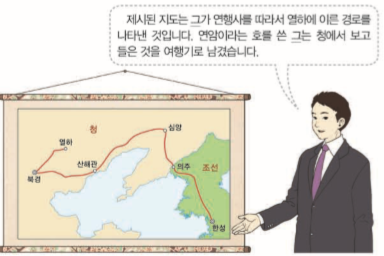 제시된 지도는 그가 연행사를 따라서 열하에 이른 경로를
나타낸 것입니다. 연암이라는 호를 쓴 그는 청에서 보고
들은 것을 여행기로 남겼습니다.
청
심양
열하
산해관
의주
조선
북경
한성